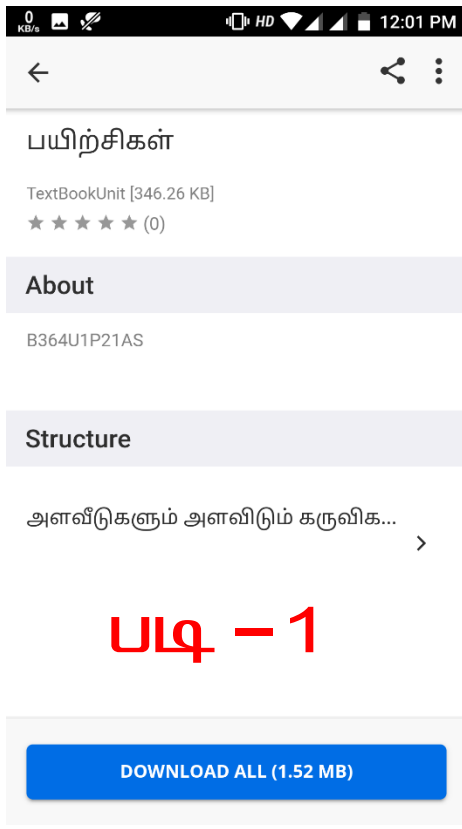 0
KB/s
HD
12:01 PM
பயிற்சிகள்
TextBookUnit [346.26 KB]
(0)
About
B364U1P21AS
Structure
அளவீடுகளும் அளவிடும் கருவிக...
படி – 1
DOWNLOAD ALL (1.52 MB)